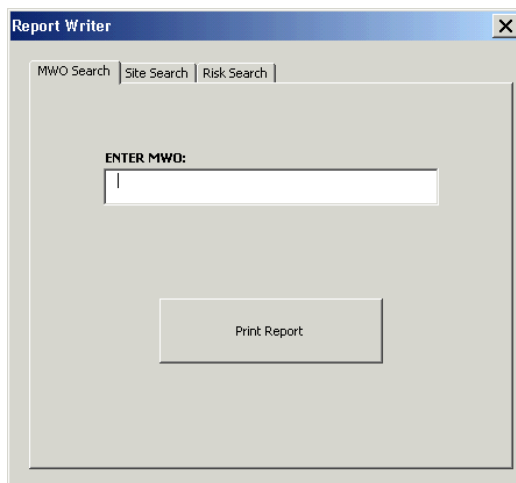 Report Writer
MWO Search Site Search Risk Search
ENTER MWO:
Print Report